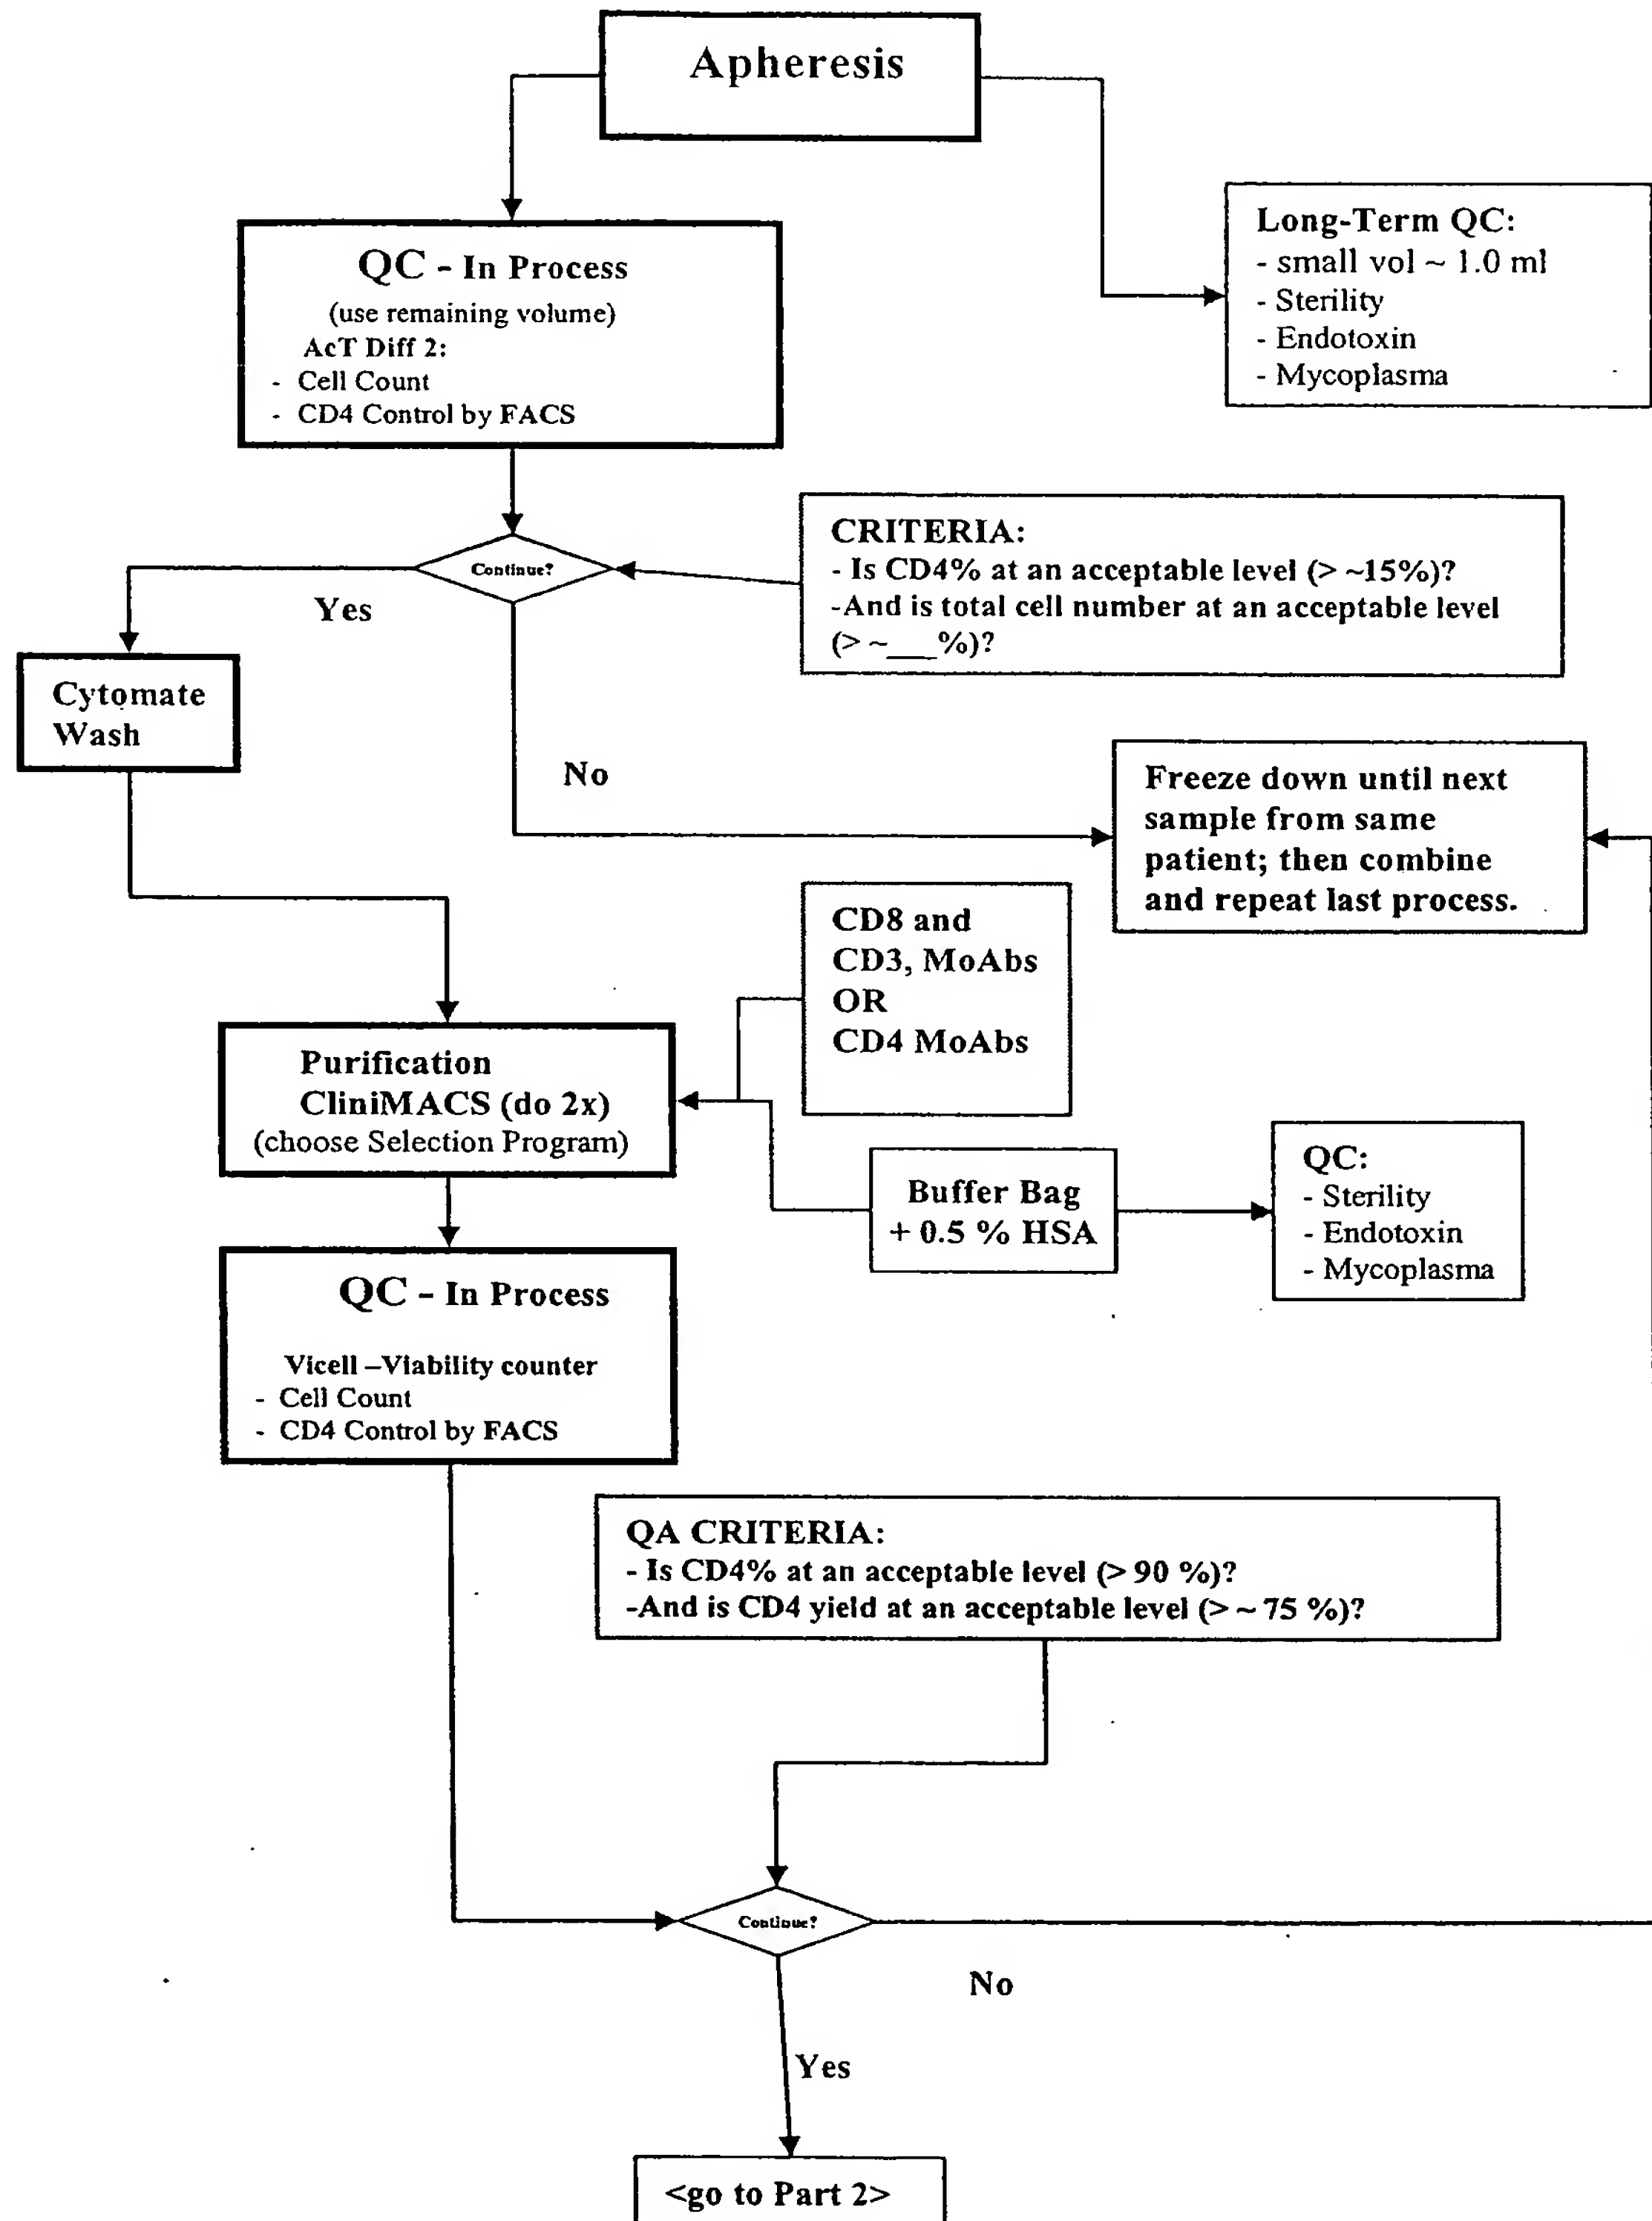 Apheresis
Long-Term QC:
- small vol ~ 1.0 ml
- Sterility
- Endotoxin
- Mycoplasma
QC - In Process
(use remaining volume)
AcT Diff 2:
- Cell Count
- CD4 Control by FACS
CRITERIA:
- Is CD4% at an acceptable level (> ~15%)?
-And is total cell number at an acceptable level
(> ~___%)?
Continue?
Yes
Cytomate
Wash
No
Freeze down until next
sample from same
patient; then combine
and repeat last process.
CD8 and
CD3, MoAbs
OR
CD4 MoAbs
Purification
CliniMACS (do 2x)
(choose Selection Program)
Buffer Bag
+ 0.5 % HSA
QC:
- Sterility
- Endotoxin
- Mycoplasma
QC - In Process
Vicell –Viability counter
- Cell Count
- CD4 Control by FACS
QA CRITERIA:
- Is CD4% at an acceptable level (> 90 %)?
-And is CD4 yield at an acceptable level (> ~ 75 %)?
Continue?
No
Yes
<go to Part 2>